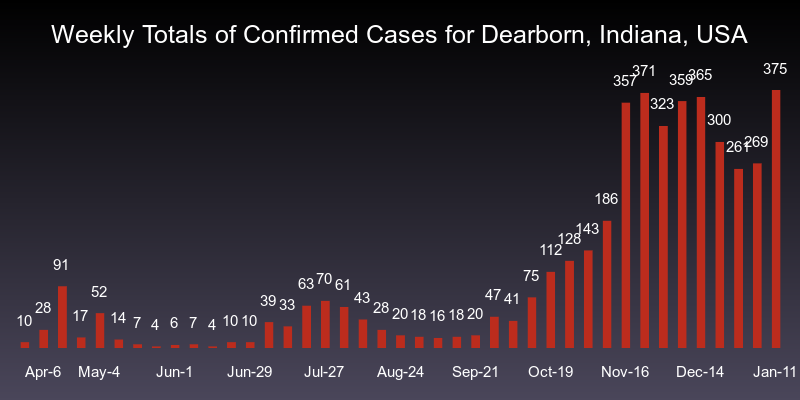 Weekly Totals of Confirmed Cases for Dearborn, Indiana, USA
10 28 91 17 52 14 7 4 6 7 4 10 10 39 33 63 70 61 43 28 20 18 16 18 20 47 41 75 112 128 143 186 357 371 323 359 365 300 261 269 375
Apr-6 May-4 Jun-1 Jun-29 Jul-27 Aug-24 Sep-21 Oct-19 Nov-16 Dec-14 Jan-11